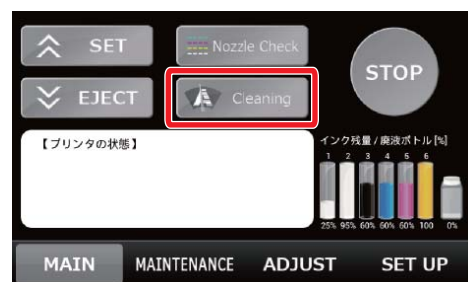 SET
Nozzle Check
STOP
EJECT
Cleaning
【プリンタの状態】
インク残量/廃液ボトル[%]
1 2 3 4 5 6
25% 95% 60% 60% 60% 100 0%
MAIN MAINTENANCE ADJUST SET UP